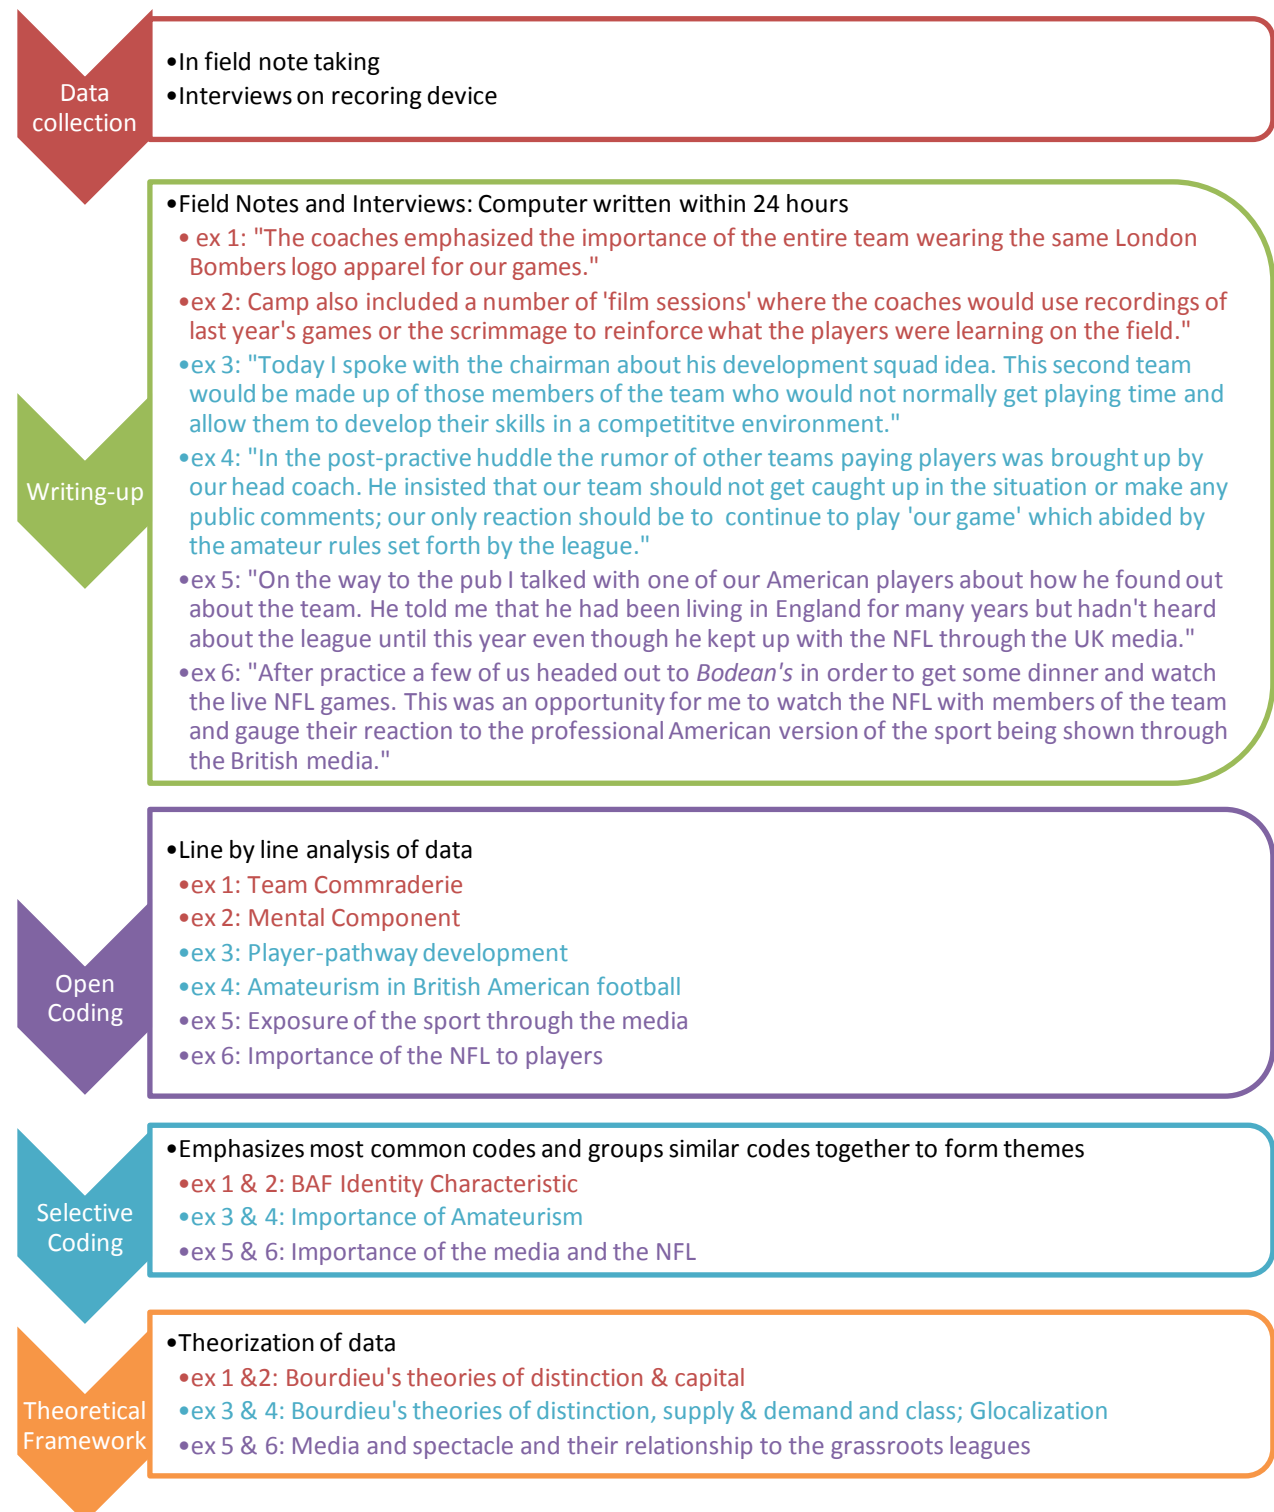 Data
collection
•In field note taking
•Interviews on recoring device
Writing-up
•Field Notes and Interviews: Computer written within 24 hours
• ex 1: "The coaches emphasized the importance of the entire team wearing the same London
Bombers logo apparel for our games."
•ex 2: Camp also included a number of 'film sessions' where the coaches would use recordings of
last year's games or the scrimmage to reinforce what the players were learning on the field."
•ex 3: "Today I spoke with the chairman about his development squad idea. This second team
would be made up of those members of the team who would not normally get playing time and
allow them to develop their skills in a competititve environment."
•ex 4: "In the post-practive huddle the rumor of other teams paying players was brought up by
our head coach. He insisted that our team should not get caught up in the situation or make any
public comments; our only reaction should be to continue to play 'our game' which abided by
the amateur rules set forth by the league."
•ex 5: "On the way to the pub I talked with one of our American players about how he found out
about the team. He told me that he had been living in England for many years but hadn't heard
about the league until this year even though he kept up with the NFL through the UK media."
•ex 6: "After practice a few of us headed out to Bodean's in order to get some dinner and watch
the live NFL games. This was an opportunity for me to watch the NFL with members of the team
and gauge their reaction to the professional American version of the sport being shown through
the British media."
Open
Coding
•Line by line analysis of data
•ex 1: Team Commraderie
•ex 2: Mental Component
•ex 3: Player-pathway development
•ex 4: Amateurism in British American football
•ex 5: Exposure of the sport through the media
•ex 6: Importance of the NFL to players
Selective
Coding
•Emphasizes most common codes and groups similar codes together to form themes
•ex 1 & 2: BAF Identity Characteristic
•ex 3 & 4: Importance of Amateurism
•ex 5 & 6: Importance of the media and the NFL
Theoretical
Framework
•Theorization of data
•ex 1 &2: Bourdieu's theories of distinction & capital
•ex 3 & 4: Bourdieu's theories of distinction, supply & demand and class; Glocalization
•ex 5 & 6: Media and spectacle and their relationship to the grassroots leagues